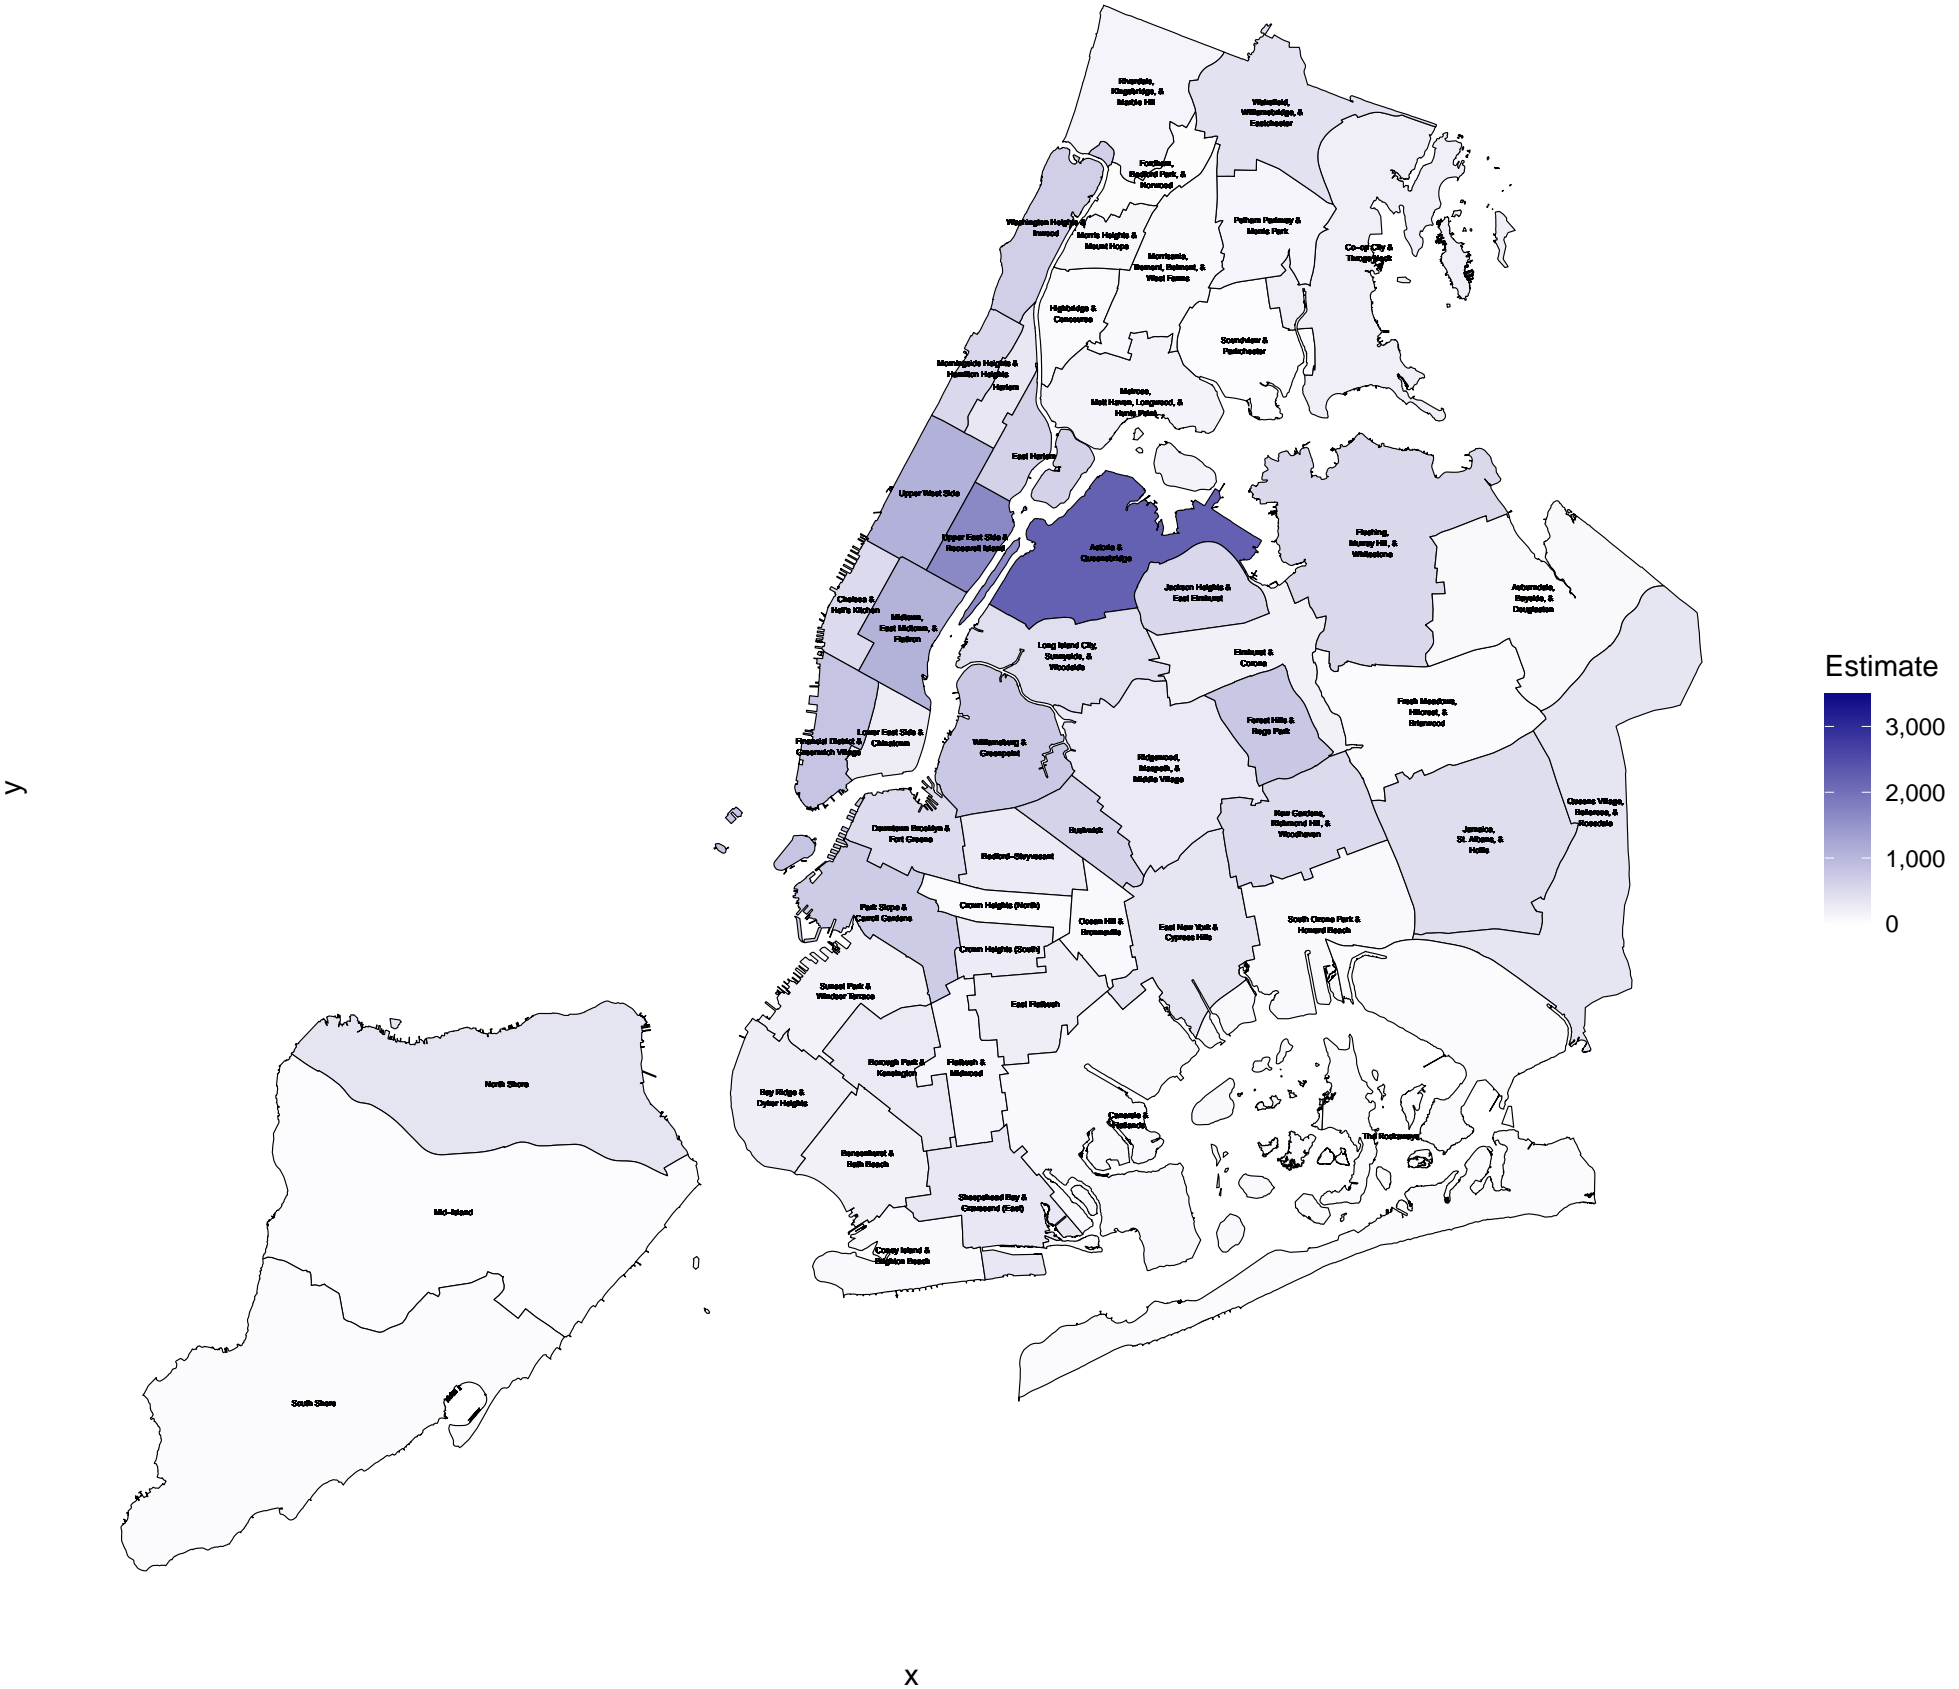 Riverdale,
Kingsbridge, &
Marble Hill
Wakefield,
Williamsbridge, &
Eastchester
Fordham,
Bedford Park, &
Norwood
Washington Heights &
Inwood
Morris Heights &
Mount Hope
Pelham Parkway &
Morris Park
Co-op City &
Throgs Neck
Morrisania,
Tremont, Belmont, &
West Farms
Highbridge &
Concourse
Soundview &
Parkchester
Morningside Heights &
Hamilton Heights
Harlem
Melrose,
Mott Haven, Longwood, &
Hunts Point
East Harlem
Upper West Side
Upper East Side &
Roosevelt Island
Astoria &
Queensbridge
Flushing,
Murray Hill, &
Whitestone
Jackson Heights &
East Elmhurst
Auburndale,
Bayside, &
Douglaston
Chelsea &
Hell's Kitchen
Midtown,
East Midtown, &
Flatiron
Long Island City,
Sunnyside, &
Woodside
Elmhurst &
Corona
Fresh Meadows,
Hillcrest, &
Briarwood
Forest Hills &
Rego Park
Lower East Side &
Chinatown
Financial District &
Greenwich Village
Williamsburg &
Greenpoint
Ridgewood,
Maspeth, &
Middle Village
Queens Village,
Bellerose, &
Rosedale
Kew Gardens,
Richmond Hill, &
Woodhaven
Jamaica,
St. Albans, &
Hollis
Downtown Brooklyn &
Fort Greene
Bushwick
Bedford-Stuyvesant
Park Slope &
Carroll Gardens
Crown Heights (North)
Ocean Hill &
Brownsville
East New York &
Cypress Hills
South Ozone Park &
Howard Beach
Crown Heights (South)
Sunset Park &
Windsor Terrace
East Flatbush
Borough Park &
Kensington
Flatbush &
Midwood
Bay Ridge &
Dyker Heights
Canarsie &
Flatlands
The Rockaways
Bensonhurst &
Bath Beach
Sheepshead Bay &
Gravesend (East)
Coney Island &
Brighton Beach
North Shore
Mid-Island
South Shore
Estimate
3,000
2,000
1,000
0
y
x